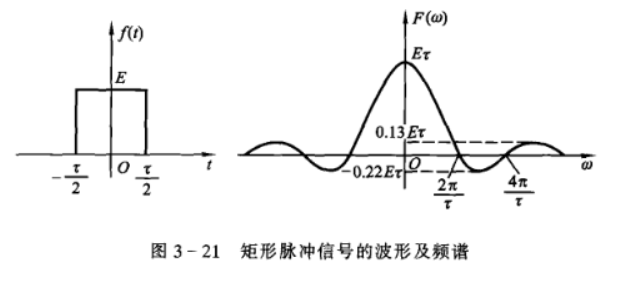 f(t)
E
-τ/2
O
τ/2
t
F(ω)
Eτ
0.13Eτ
-0.22Eτ
O
2π/τ
4π/τ
ω
图 3-21 矩形脉冲信号的波形及频谱